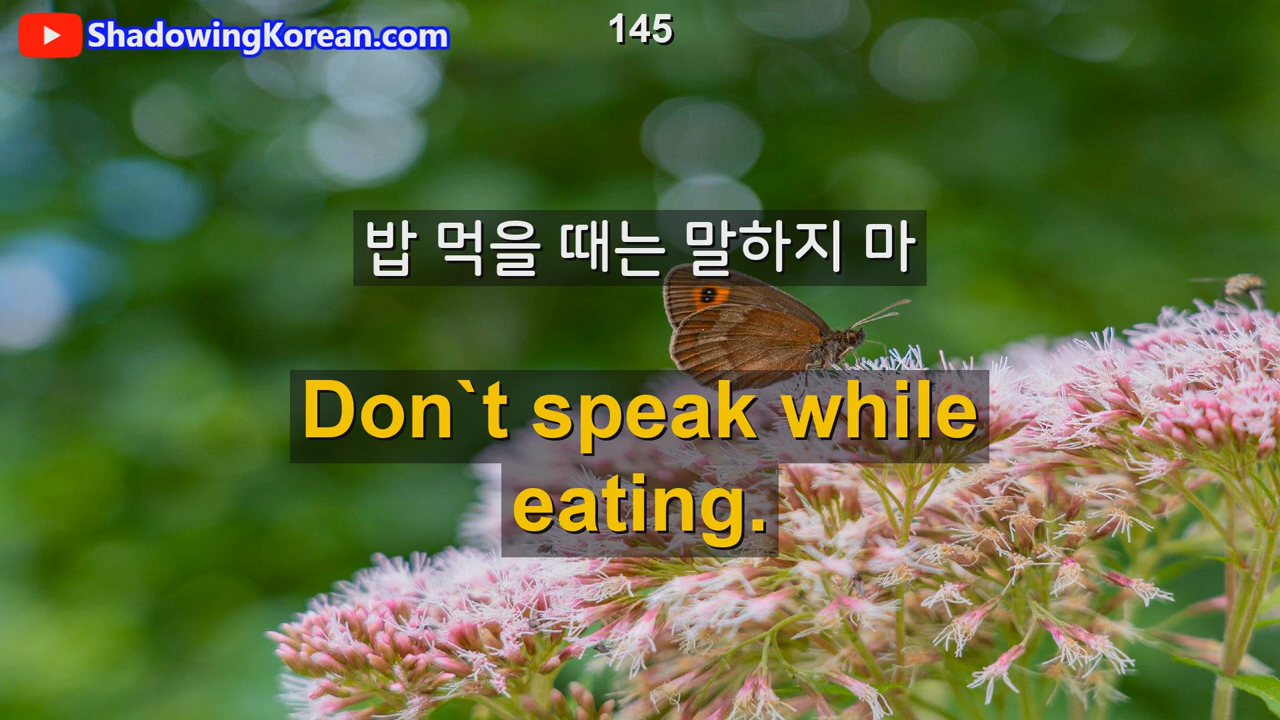 ShadowingKorean.com
145
밥 먹을 때는 말하지 마
Don`t speak while
eating.